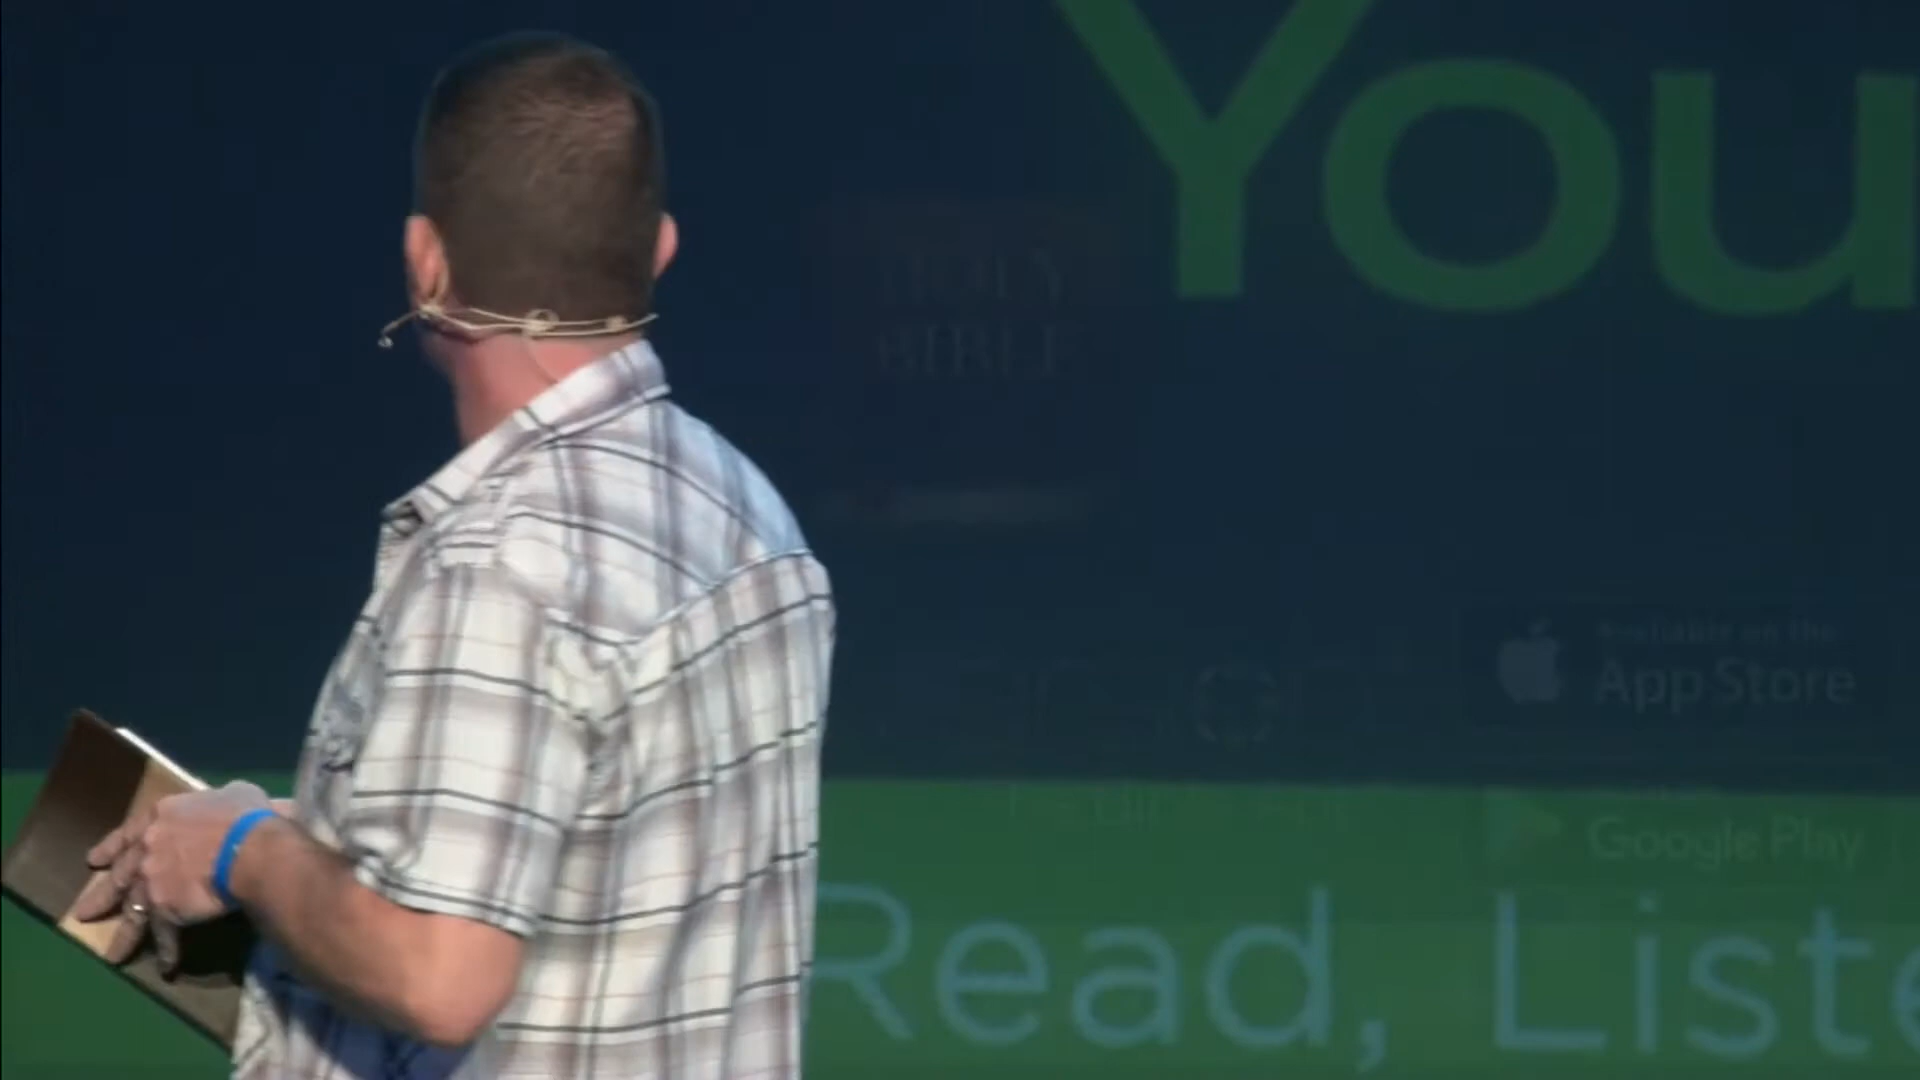 You
HOLY
BIBLE
Available on the
App Store
Google Play
Read, Liste